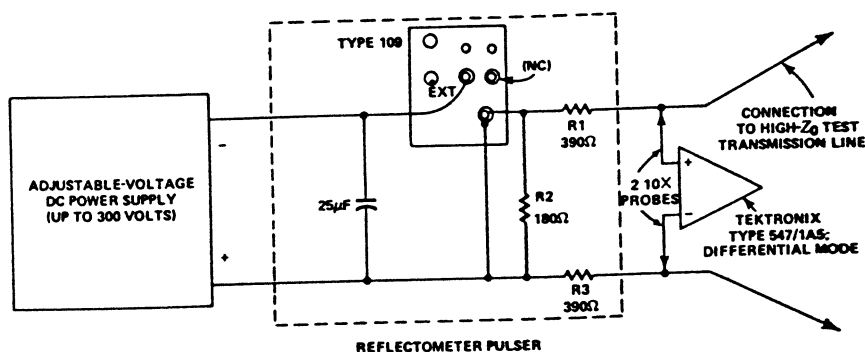 TYPE 109
(NC)
EXT
ADJUSTABLE-VOLTAGE
DC POWER SUPPLY
(UP TO 300 VOLTS)
−
+
25μF
R1
390Ω
R2
180Ω
R3
390Ω
CONNECTION
TO HIGH-Z₀ TEST
TRANSMISSION LINE
2 10X
PROBES
+
−
TEKTRONIX
TYPE 547/1A5;
DIFFERENTIAL MODE
REFLECTOMETER PULSER